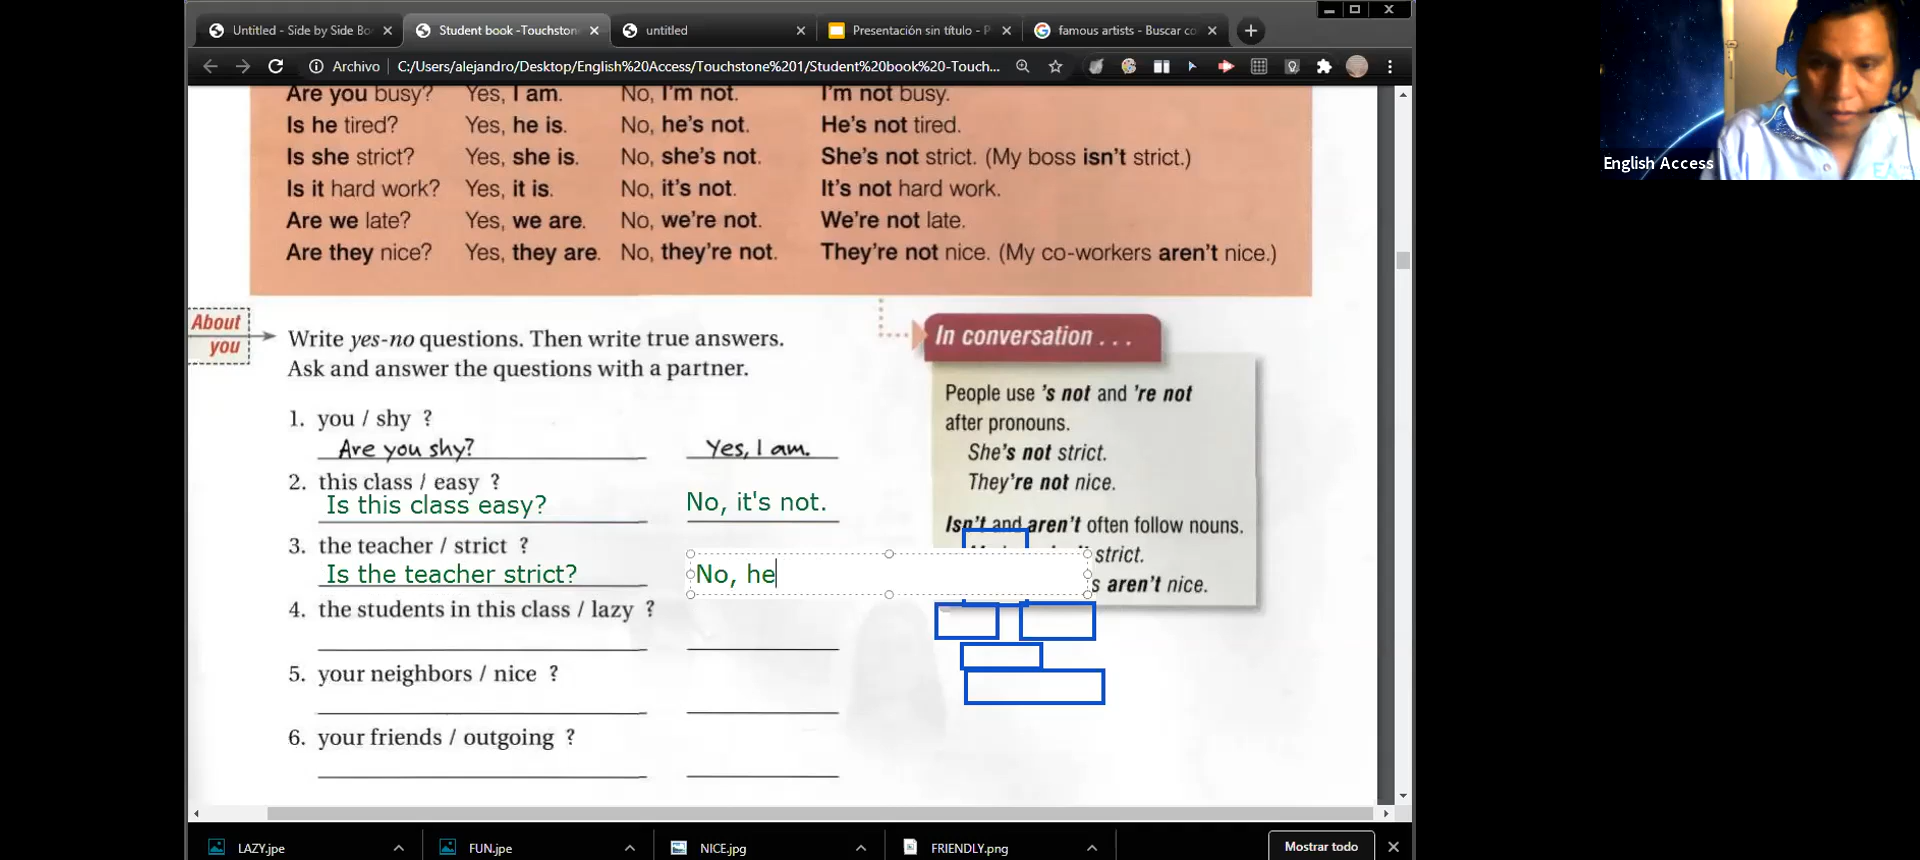 Untitled - Side by Side Bo
Student book -Touchstone
untitled
Presentación sin título - P
famous artists - Buscar co
Archivo
C:/Users/alejandro/Desktop/English%20Access/Touchstone%201/Student%20book%20-Touch...
Are you busy? Yes, I am. No, I'm not. I'm not busy.
Is he tired? Yes, he is. No, he's not. He's not tired.
Is she strict? Yes, she is. No, she's not. She's not strict. (My boss isn't strict.)
Is it hard work? Yes, it is. No, it's not. It's not hard work.
Are we late? Yes, we are. No, we're not. We're not late.
Are they nice? Yes, they are. No, they're not. They're not nice. (My co-workers aren't nice.)
About
you
Write yes-no questions. Then write true answers.
Ask and answer the questions with a partner.
1. you / shy ?
Are you shy? Yes, I am.
2. this class / easy ?
Is this class easy? No, it's not.
3. the teacher / strict ?
Is the teacher strict? No, he
4. the students in this class / lazy ?
5. your neighbors / nice ?
6. your friends / outgoing ?
In conversation . . .
People use 's not and 're not
after pronouns.
She's not strict.
They're not nice.
Isn't and aren't often follow nouns.
strict.
aren't nice.
English Access
LAZY.jpe
FUN.jpe
NICE.jpg
FRIENDLY.png
Mostrar todo